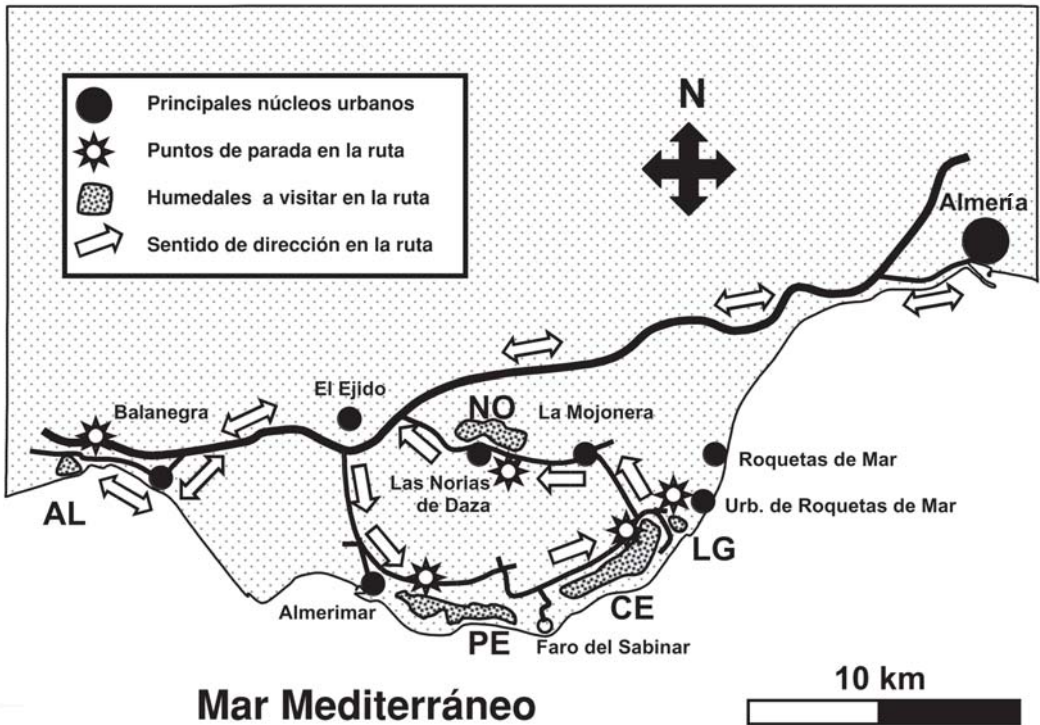 Principales núcleos urbanos
Puntos de parada en la ruta
Humedales a visitar en la ruta
Sentido de dirección en la ruta
N
Almería
El Ejido
Balanegra
NO
La Mojonera
Roquetas de Mar
Las Norias
de Daza
Urb. de Roquetas de Mar
AL
LG
CE
Almerimar
PE
Faro del Sabinar
10 km
Mar Mediterráneo